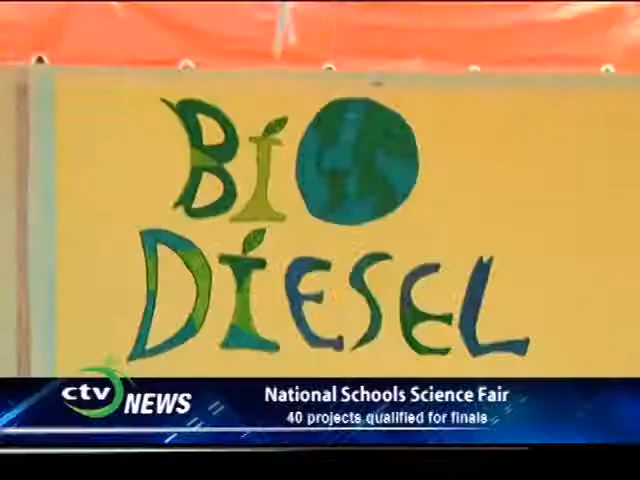 BiO
DiESEL
ctv NEWS
National Schools Science Fair
40 projects qualified for finals